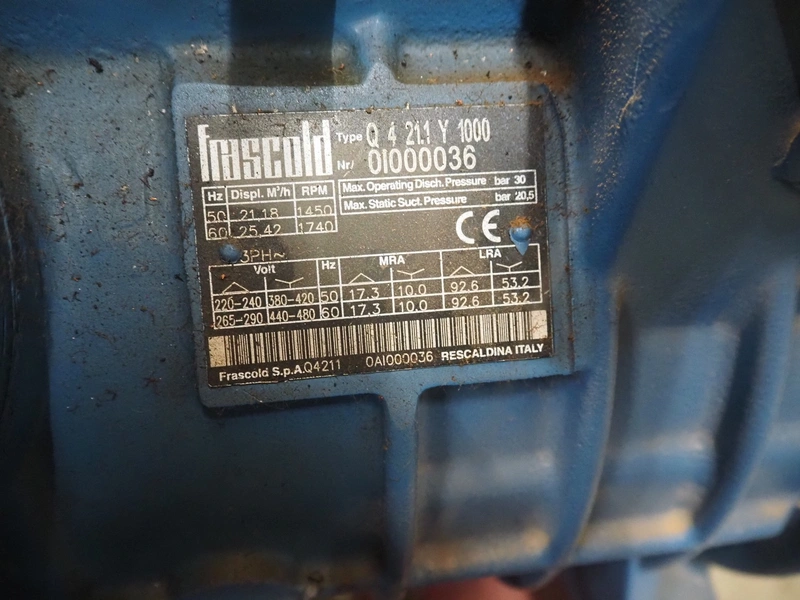 Frascold
Type Q 4 21.1 Y 1000
Nr/ 0I000036
Hz Displ. M³/h RPM
50 21,18 1450
60 25,42 1740
Max. Operating Disch. Pressure bar 30
Max. Static Suct. Pressure bar 20,5
CE
3PH~
Volt Hz MRA LRA
220-240 380-420 50 17.3 10.0 92.6 53.2
265-290 440-480 60 17.3 10.0 92.6 53.2
Frascold S.p.A. Q4211 0AI000036 RESCALDINA ITALY